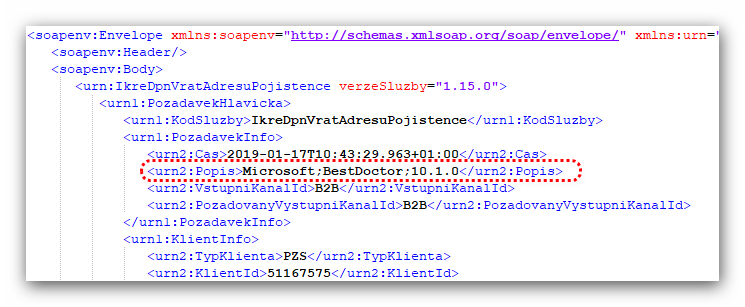 <soapenv:Envelope xmlns:soapenv="http://schemas.xmlsoap.org/soap/envelope/" xmlns:urn="
<soapenv:Header/>
<soapenv:Body>
<urn:IkreDpnVratAdresuPojistence verzeSluzby="1.15.0">
<urn1:PozadavekHlavicka>
<urn1:KodSluzby>IkreDpnVratAdresuPojistence</urn1:KodSluzby>
<urn1:PozadavekInfo>
<urn2:Cas>2019-01-17T10:43:29.963+01:00</urn2:Cas>
<urn2:Popis>Microsoft;BestDoctor;10.1.0</urn2:Popis>
<urn2:VstupiKanalId>B2B</urn2:VstupniKanalId>
<urn2:PozadovanyVystupniKanalId>B2B</urn2:PozadovanyVystupniKanalId>
</urn1:PozadavekInfo>
<urn1:KlientInfo>
<urn2:TypKlienta>PZS</urn2:TypKlienta>
<urn2:KlientId>51167575</urn2:KlientId>